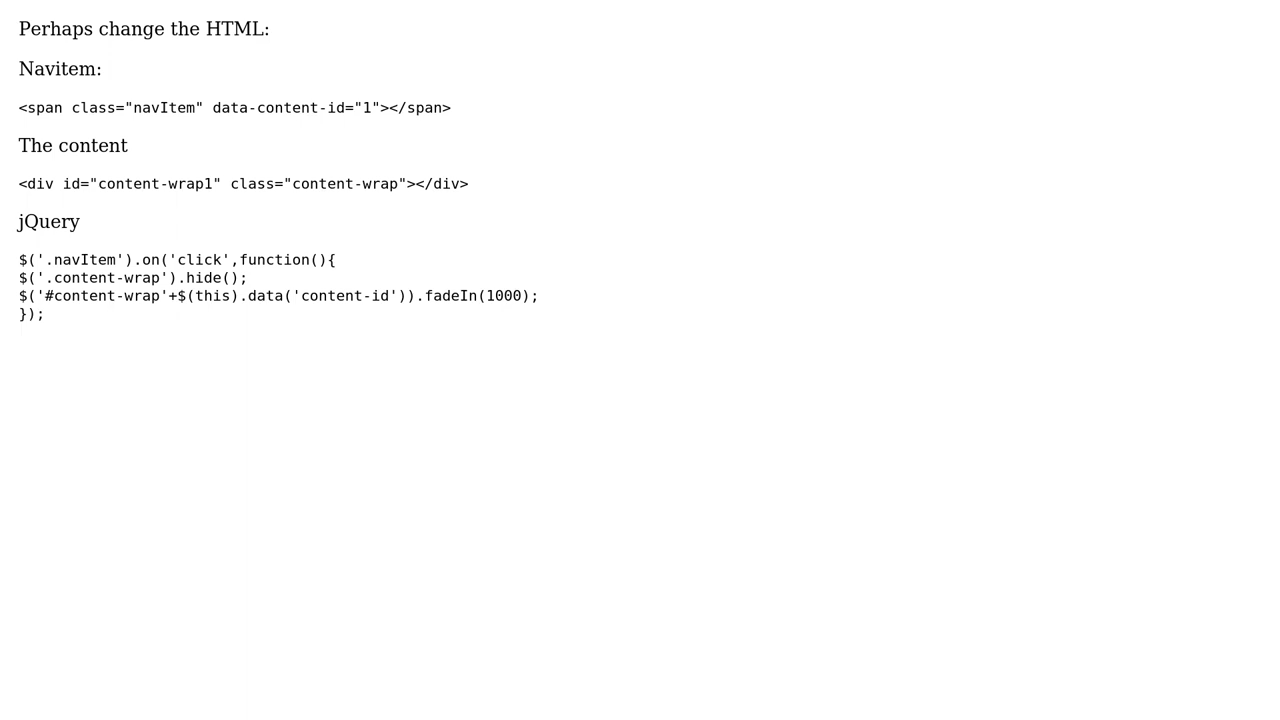 Perhaps change the HTML:
Navitem:
<span class="navItem" data-content-id="1"></span>
The content
<div id="content-wrap1" class="content-wrap"></div>
jQuery
$('.navItem').on('click',function(){
$('.content-wrap').hide();
$('#content-wrap'+$(this).data('content-id')).fadeIn(1000);
});